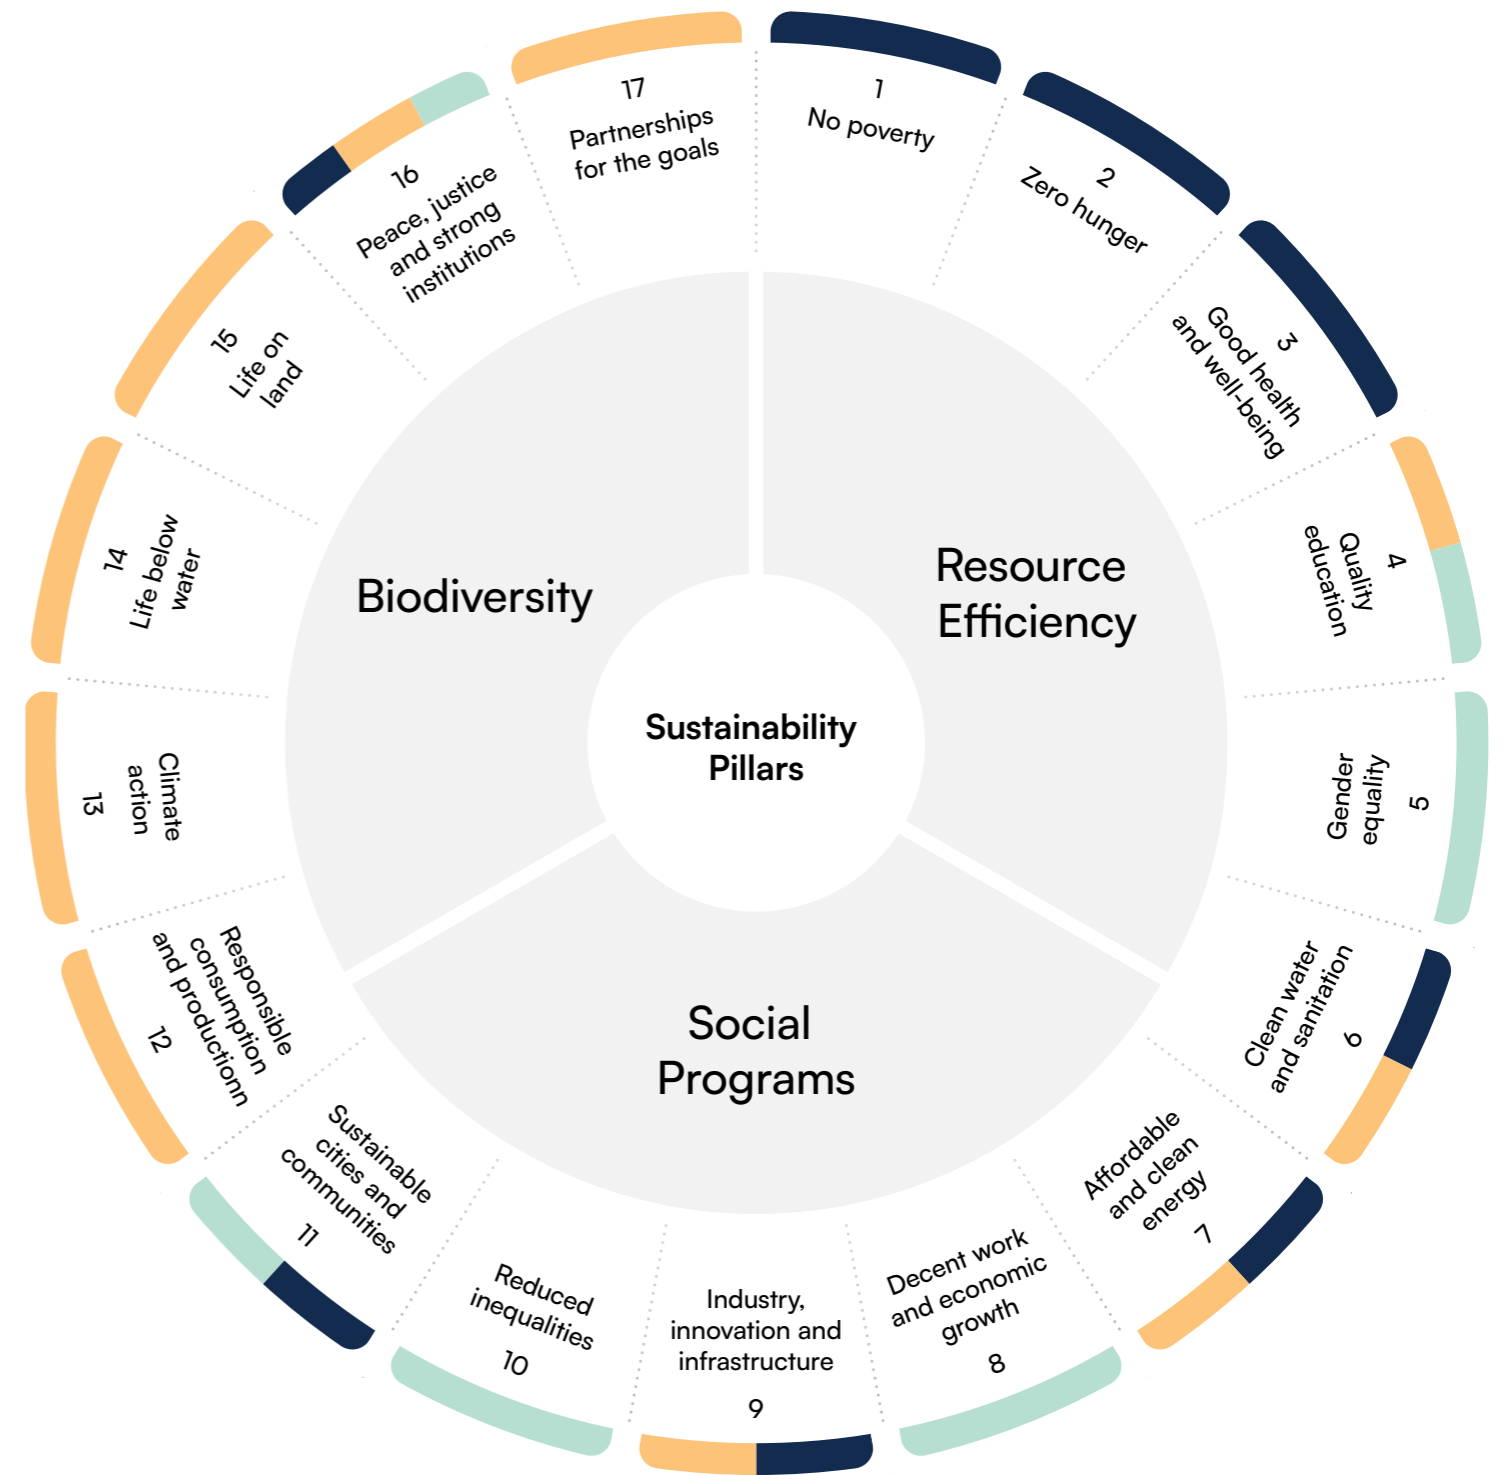 Sustainability
Pillars
Resource
Efficiency
Social
Programs
Biodiversity
1
No poverty
2
Zero hunger
3
Good health
and well-being
4
Quality
education
5
Gender
equality
6
Clean water
and sanitation
7
Affordable
and clean
energy
8
Decent work
and economic
growth
9
Industry,
innovation and
infrastructure
10
Reduced
inequalities
11
Sustainable
cities and
communities
12
Responsible
consumption
and productionn
13
Climate
action
14
Life below
water
15
Life on
land
16
Peace, justice
and strong
institutions
17
Partnerships
for the goals